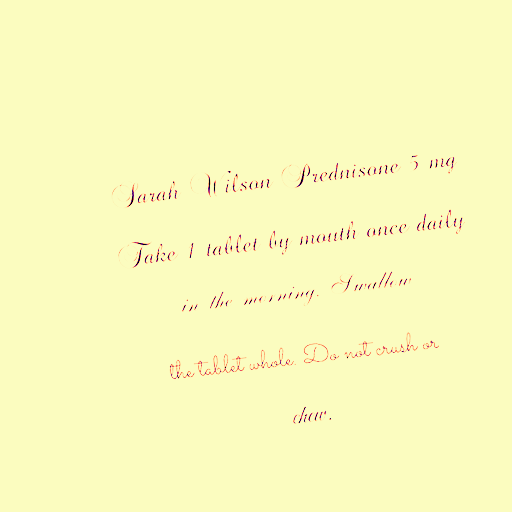 Sarah Wilson Prednisone 5 mg
Take 1 tablet by mouth once daily
in the morning. Swallow
the tablet whole. Do not crush or
chew.